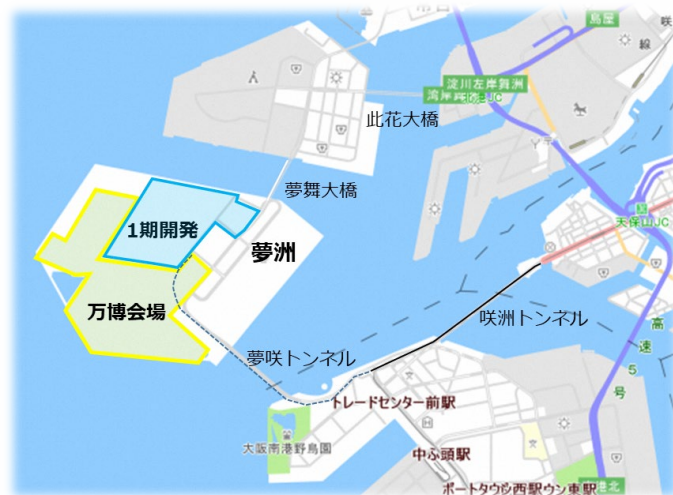 鳥屋
線
淀川左岸舞洲
此花大橋
夢舞大橋
1期開発
夢洲
天保山JC
万博会場
咲洲トンネル
高速5号
夢咲トンネル
トレードセンター前駅
大阪南港野鳥園
中ふ頭駅